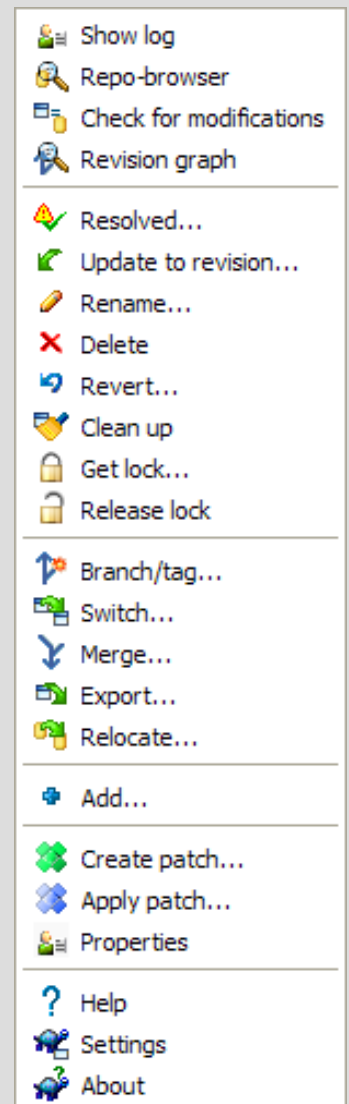 Show log
Repo-browser
Check for modifications
Revision graph
Resolved...
Update to revision...
Rename...
Delete
Revert...
Clean up
Get lock...
Release lock
Branch/tag...
Switch...
Merge...
Export...
Relocate...
Add...
Create patch...
Apply patch...
Properties
Help
Settings
About